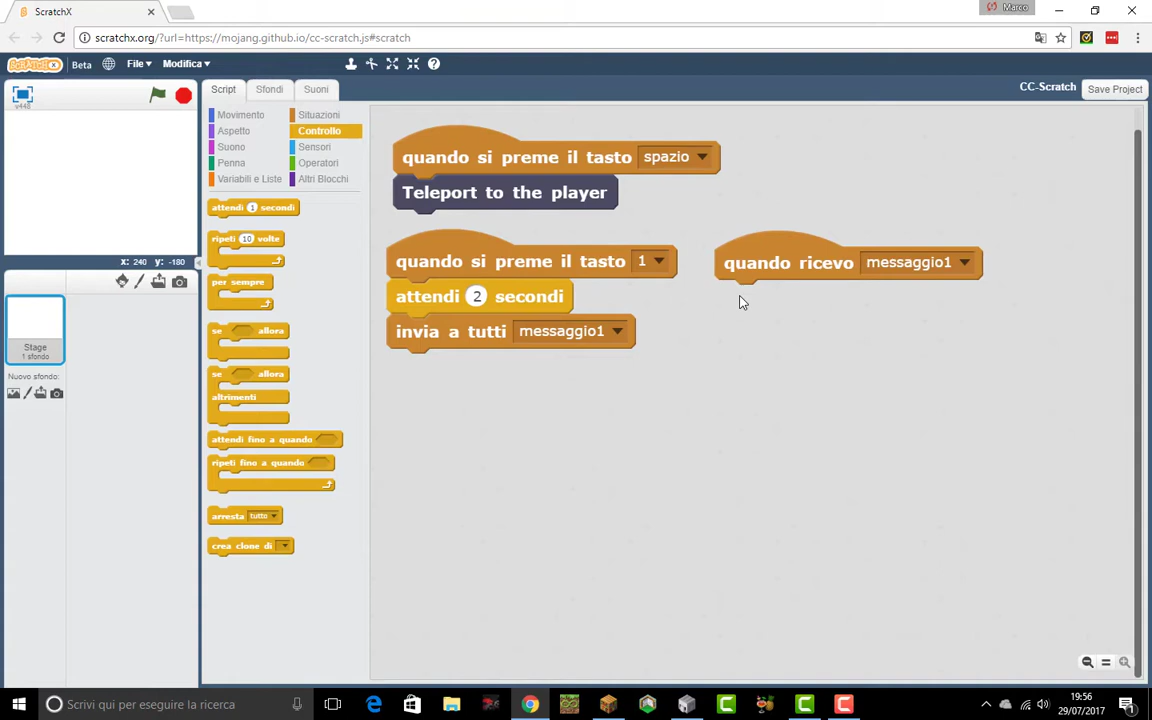 ScratchX
Marco
scratchx.org/?url=https://mojang.github.io/cc-scratch.js#scratch
SCRATCHX
Beta
File
Modifica
v448
Script
Sfondi
Suoni
CC-Scratch
Save Project
Movimento
Situazioni
Aspetto
Controllo
Suono
Sensori
Penna
Operatori
Variabili e Liste
Altri Blocchi
attendi 1 secondi
ripeti 10 volte
per sempre
se allora
se allora
altrimenti
attendi fino a quando
ripeti fino a quando
arresta tutto
crea clone di
x: 240 y: -180
Stage
1 sfondo
Nuovo sfondo:
quando si preme il tasto spazio
Teleport to the player
quando si preme il tasto 1
attendi 2 secondi
invia a tutti messaggio1
quando ricevo messaggio1
Scrivi qui per eseguire la ricerca
19:56
29/07/2017
1